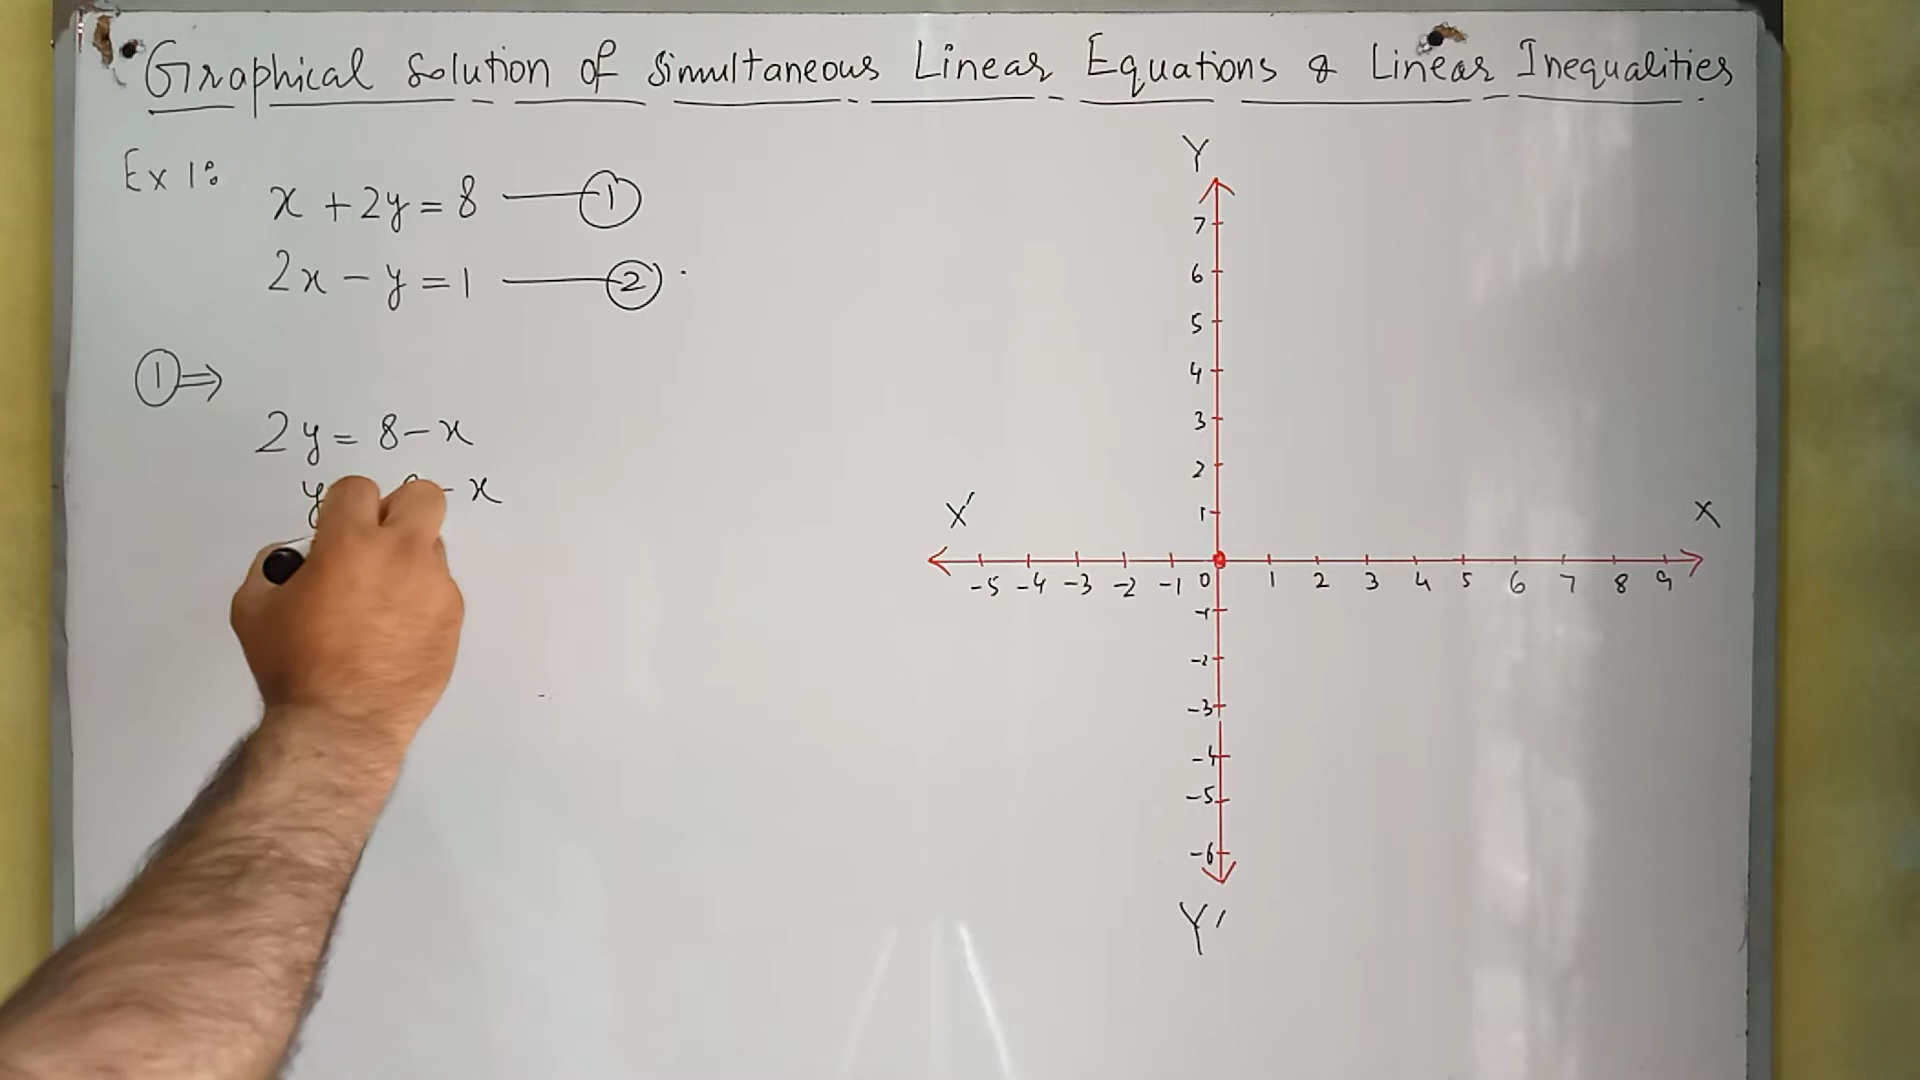 Graphical Solution of Simultaneous Linear Equations & Linear Inequalities
Ex 1:
x + 2y = 8 — ①
2x - y = 1 — ②
① ⇒
2y = 8 - x
y - x
Y
7
6
5
4
3
2
1
X' X
-5 -4 -3 -2 -1 0 1 2 3 4 5 6 7 8 9
-1
-2
-3
-4
-5
-6
Y'